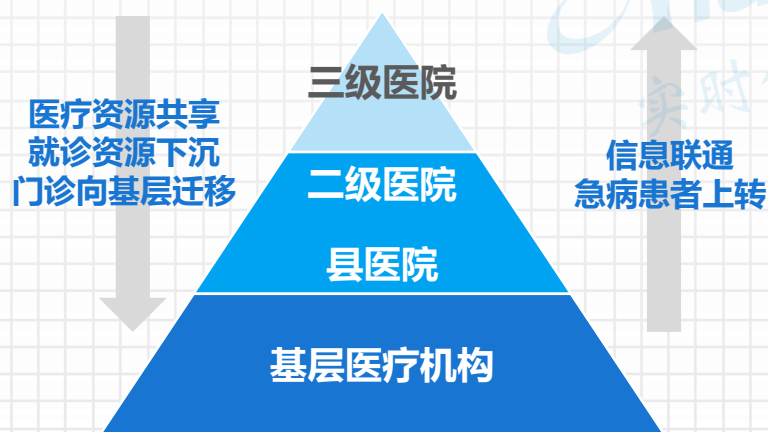 三级医院
医疗资源共享
就诊资源下沉
门诊向基层迁移
信息联通
急病患者上转
二级医院
县医院
基层医疗机构
实时